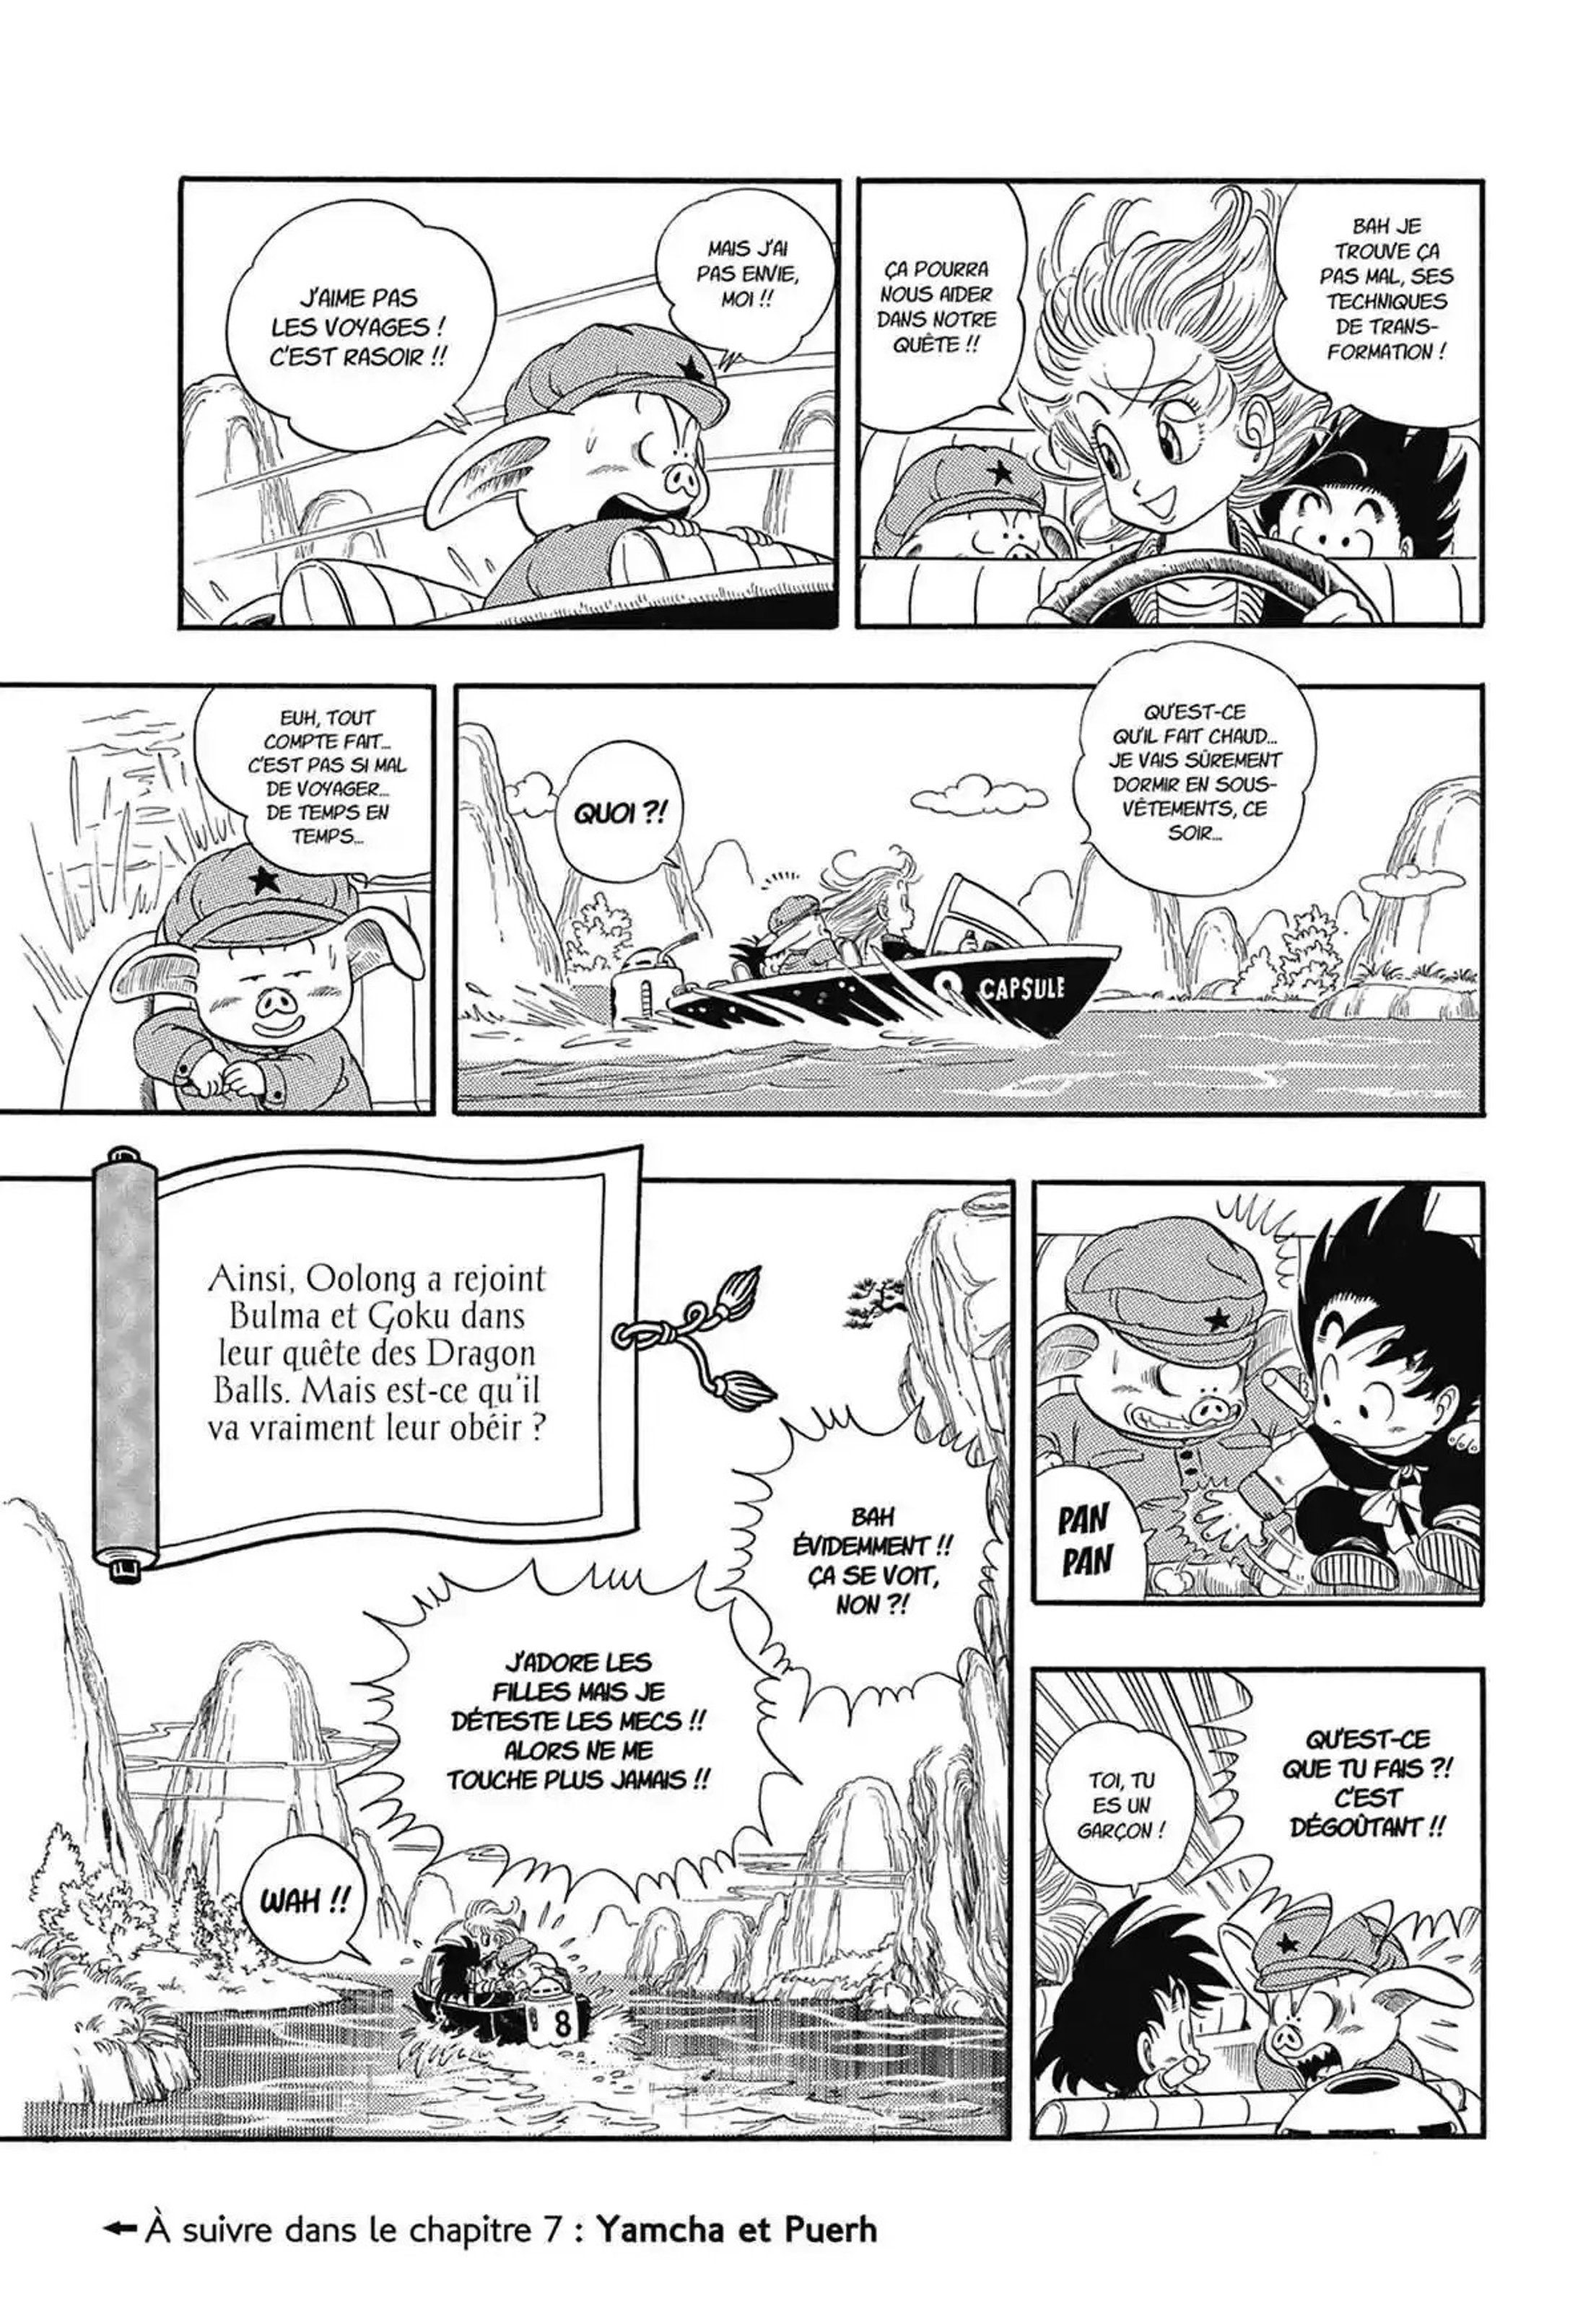 BAH JE
TROUVE ÇA
PAS MAL, SES
TECHNIQUES
DE TRANS-
FORMATION !
ÇA POURRA
NOUS AIDER
DANS NOTRE
QUÊTE !!
MAIS J'AI
PAS ENVIE,
MOI !!
J'AIME PAS
LES VOYAGES !
C'EST RASOIR !!
QU'EST-CE
QU'IL FAIT CHAUD...
JE VAIS SÛREMENT
DORMIR EN SOUS-
VÊTEMENTS, CE
SOIR...
QUOI ?!
CAPSULE
EUH, TOUT
COMPTE FAIT...
C'EST PAS SI MAL
DE VOYAGER...
DE TEMPS EN
TEMPS...
PAN
PAN
QU'EST-CE
QUE TU FAIS ?!
C'EST
DÉGOÛTANT !!
TOI, TU
ES UN
GARÇON !
BAH
ÉVIDEMMENT !!
ÇA SE VOIT,
NON ?!
J'ADORE LES
FILLES MAIS JE
DÉTESTE LES MECS !!
ALORS NE ME
TOUCHE PLUS JAMAIS !!
WAH !!
8
Ainsi, Oolong a rejoint
Bulma et Goku dans
leur quête des Dragon
Balls. Mais est-ce qu'il
va vraiment leur obéir ?
À suivre dans le chapitre 7 : Yamcha et Puerh